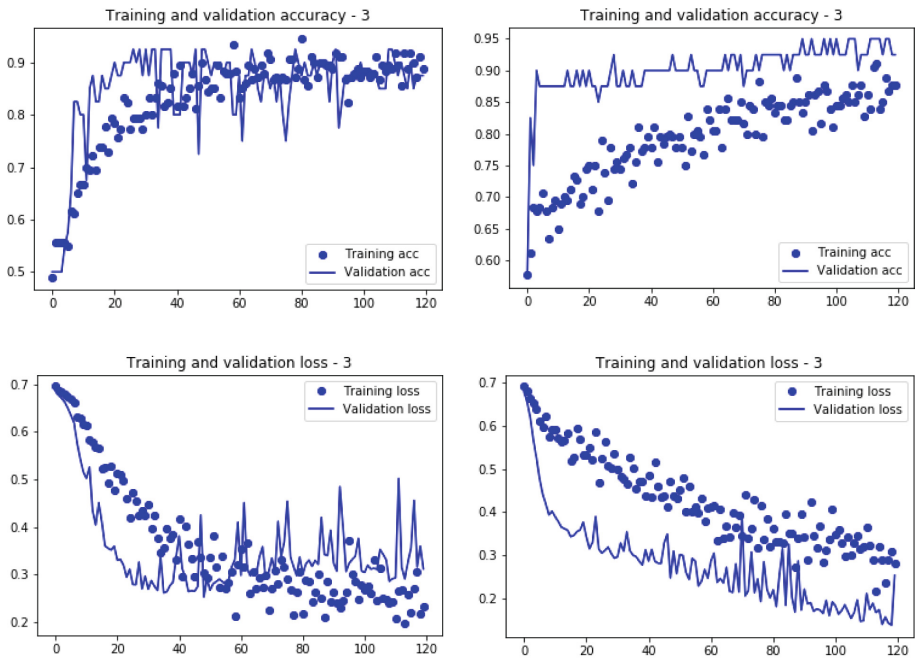 Training and validation accuracy - 3
0.9
0.8
0.7
0.6
0.5
Training acc
Validation acc
0 20 40 60 80 100 120
Training and validation accuracy - 3
0.95
0.90
0.85
0.80
0.75
0.70
0.65
0.60
Training acc
Validation acc
0 20 40 60 80 100 120
Training and validation loss - 3
0.7
0.6
0.5
0.4
0.3
0.2
Training loss
Validation loss
0 20 40 60 80 100 120
Training and validation loss - 3
0.7
0.6
0.5
0.4
0.3
0.2
Training loss
Validation loss
0 20 40 60 80 100 120